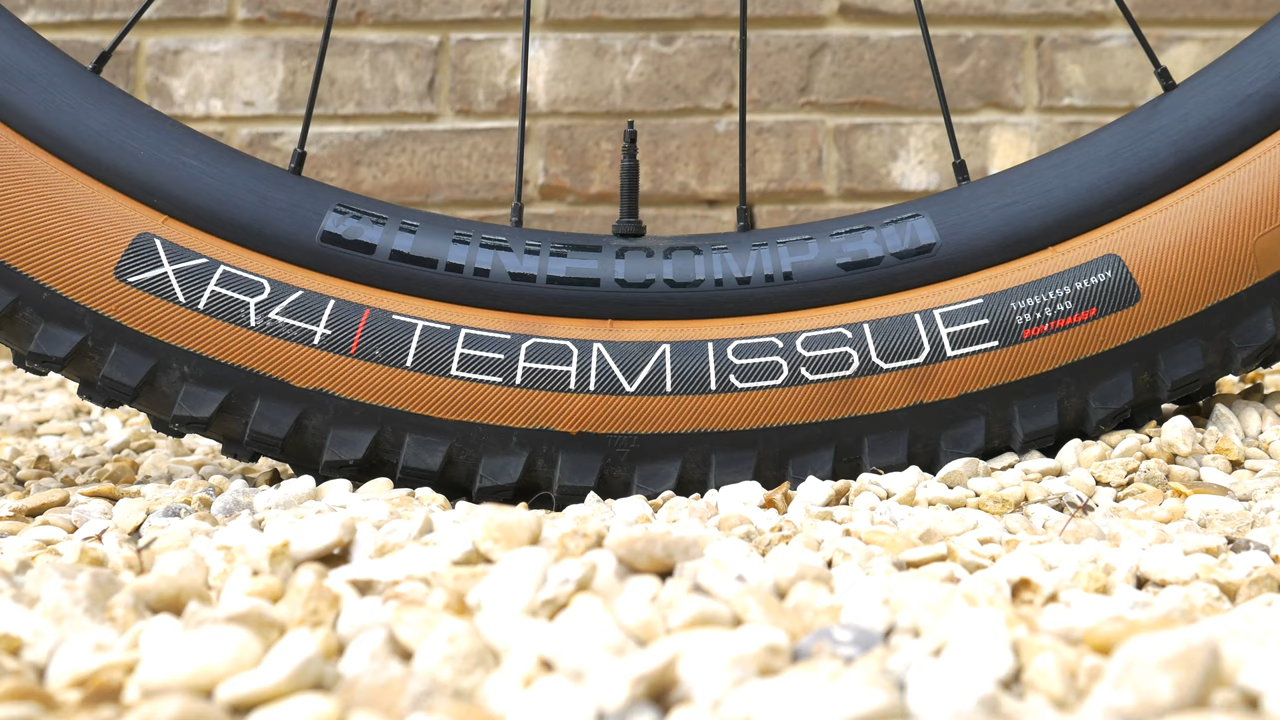 LINE COMP 30
XR4 | TEAM ISSUE
TUBELESS READY
29 x 2.40
BONTRAGER